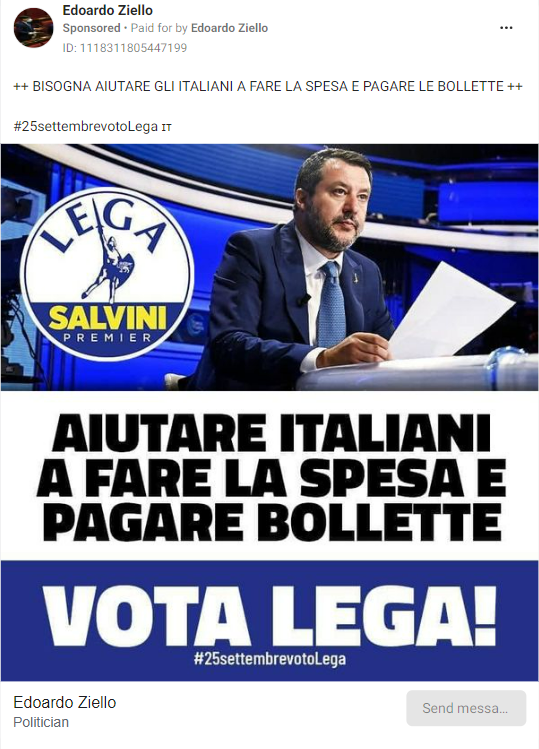 Edoardo Ziello
Sponsored • Paid for by Edoardo Ziello
ID: 1118311805447199
++ BISOGNA AIUTARE GLI ITALIANI A FARE LA SPESA E PAGARE LE BOLLETTE ++
#25settembrevotoLega IT
LEGA
SALVINI
PREMIER
AIUTARE ITALIANI
A FARE LA SPESA E
PAGARE BOLLETTE
VOTA LEGA!
#25settembrevotoLega
Edoardo Ziello
Politician
Send messa...